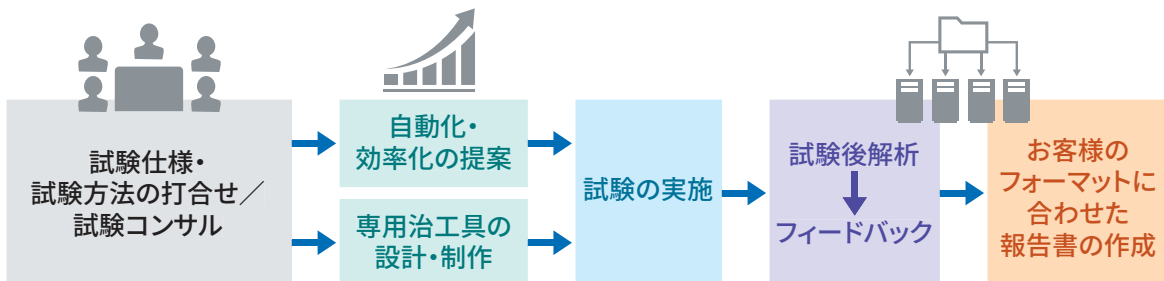 試験仕様・
試験方法の打合せ／
試験コンサル
自動化・
効率化の提案
専用治工具の
設計・制作
試験の実施
試験後解析
フィードバック
お客様の
フォーマットに
合わせた
報告書の作成